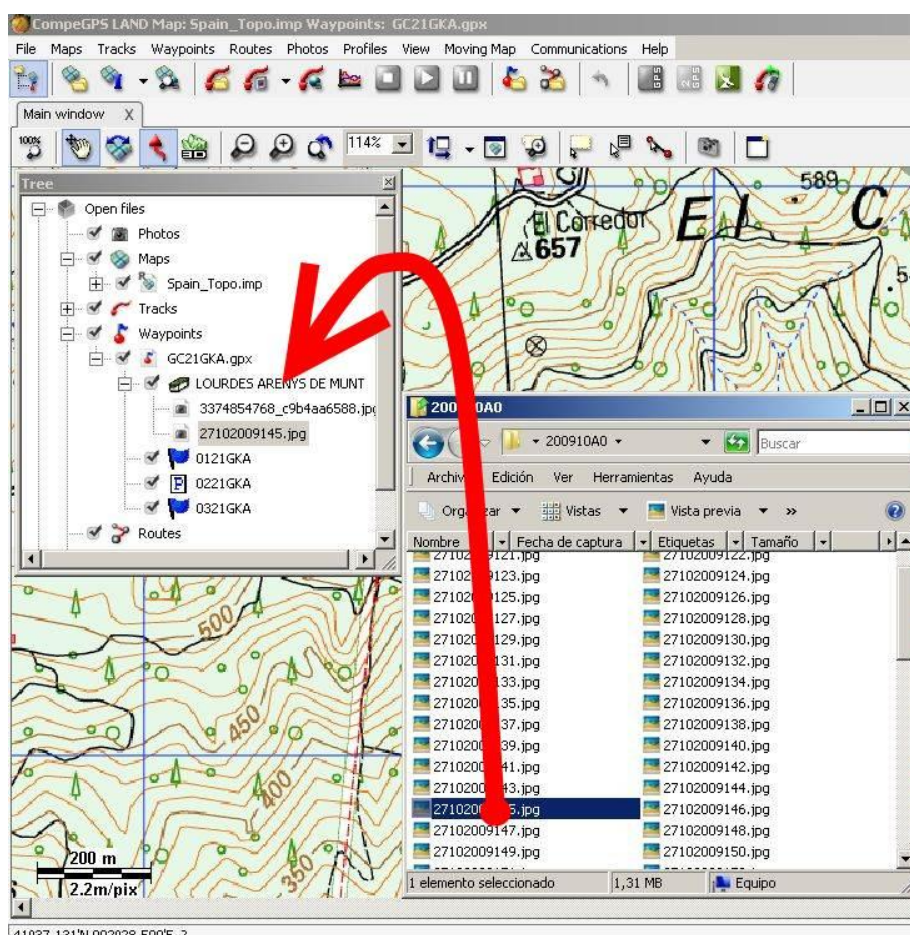 CompeGPS LAND Map: Spain_Topo.imp Waypoints: GC21GKA.gpx
File Maps Tracks Waypoints Routes Photos Profiles View Moving Map Communications Help
Main window X
100% 114%
Tree
Open files
Photos
Maps
Spain_Topo.imp
Tracks
Waypoints
GC21GKA.gpx
LOURDES ARENYS DE MUNT
3374854768_c9b4aa6588.jpg
27102009145.jpg
0121GKA
P 0221GKA
0321GKA
Routes
El Corredor
657
589
El C
.5
500
450
400
350
200 m
2.2m/pix
200910A0
Buscar
Edición Ver Herramientas Ayuda
Vistas Vista previa »
Nombre Fecha de captura Etiquetas Tamaño
27102009122.jpg
27102009124.jpg
27102009126.jpg
27102009128.jpg
27102009130.jpg
27102009132.jpg
27102009134.jpg
27102009136.jpg
27102009138.jpg
27102009140.jpg
27102009142.jpg
27102009144.jpg
27102009146.jpg
27102009147.jpg 27102009148.jpg
27102009149.jpg 27102009150.jpg
1 elemento seleccionado 1,31 MB Equipo